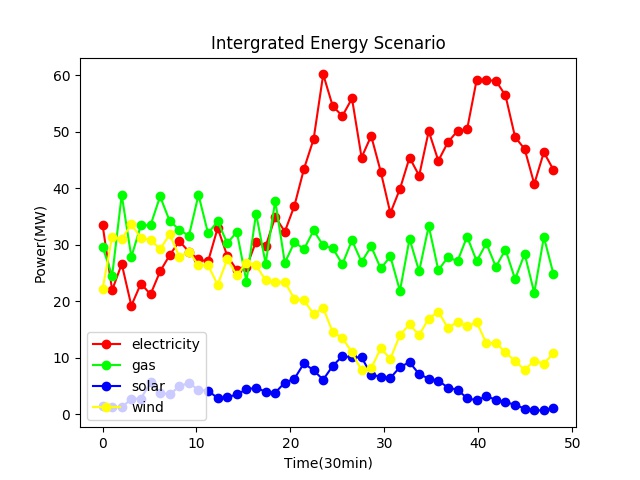 Intergrated Energy Scenario
Power(MW)
60
50
40
30
20
10
0
electricity
gas
solar
wind
0 10 20 30 40 50
Time(30min)